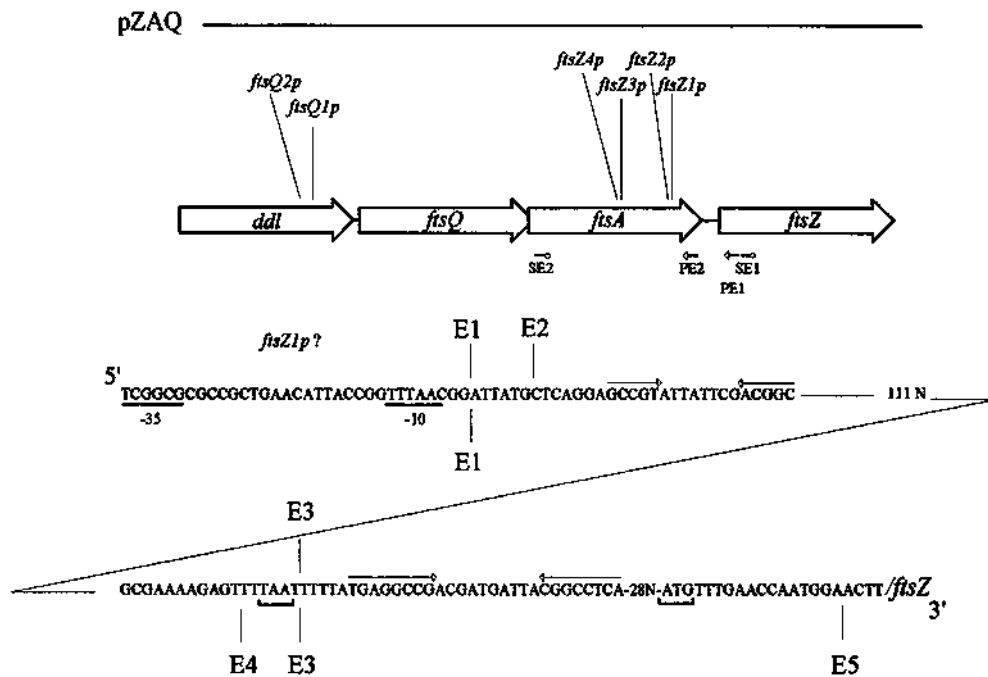 pZAQ
ftsZ4p ftsZ2p
ftsQ2p ftsZ3p ftsZ1p
ftsQ1p
ddl ftsQ ftsA ftsZ
SE2 PE2 SE1
PE1
E1 E2
ftsZ1p ?
5'
TCGGCGCGCCGCTGAACATTACCGGTTTAACGGATTATGCTCAGGAGCCGTATTATTCGACGGC 111 N
-35 -10
E1
E3
GCGAAAAGAGTTTTAATTTTTATGAGGCCGACGATGATTACGGCCTCA-28N-ATGTTTGAACCAATGGAACTT /ftsZ
3'
E4 E3 E5